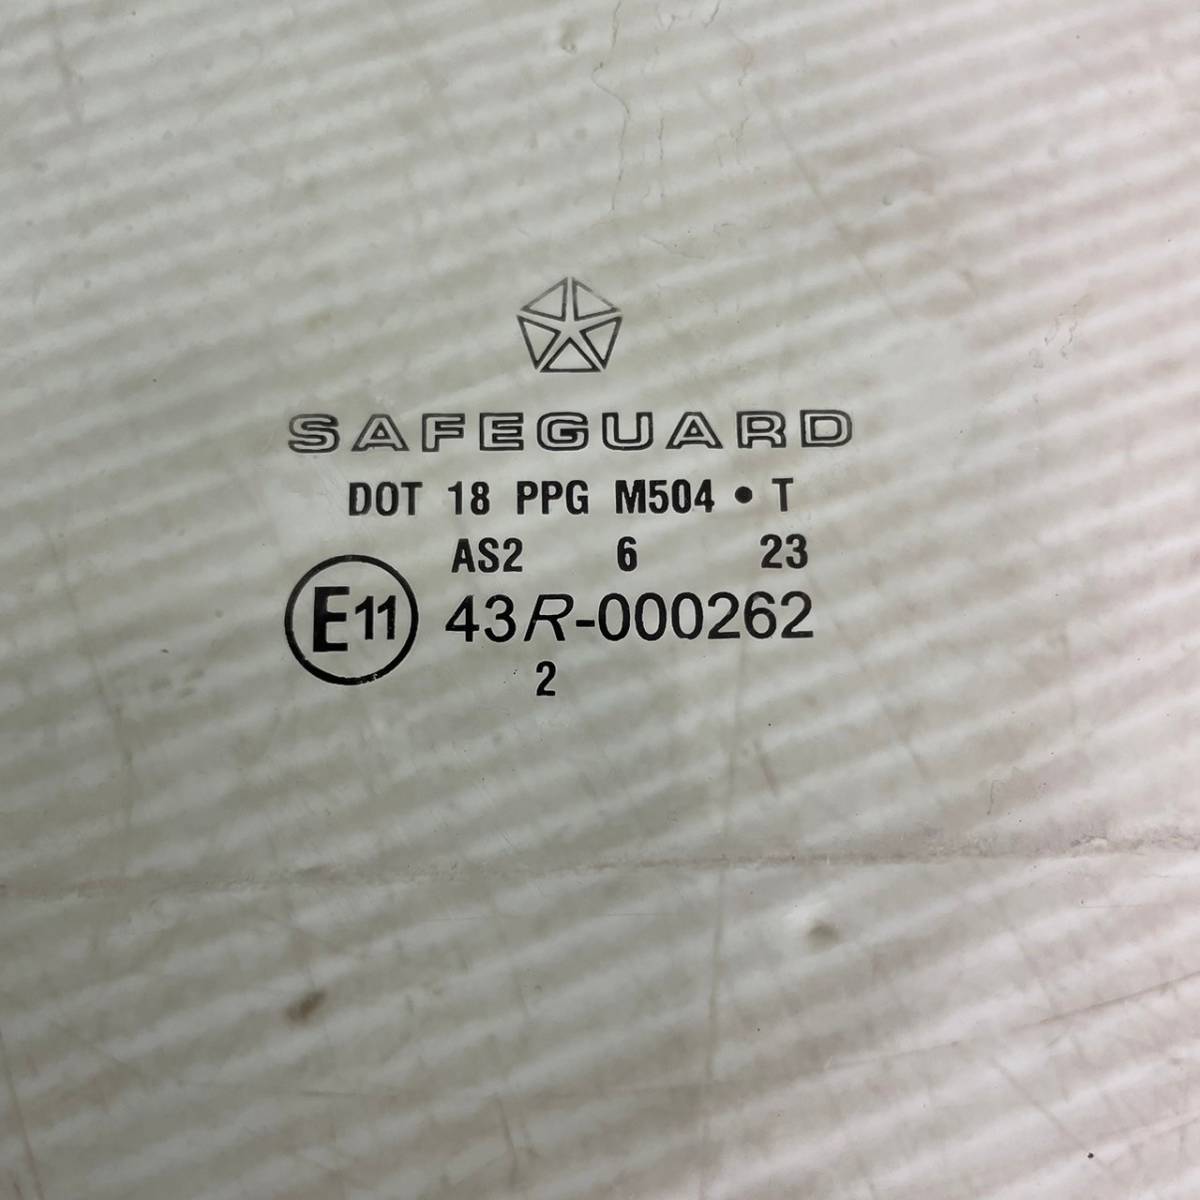 SAFEGUARD
DOT 18 PPG M504 • T
AS2 6 23
E11 43R-000262
2